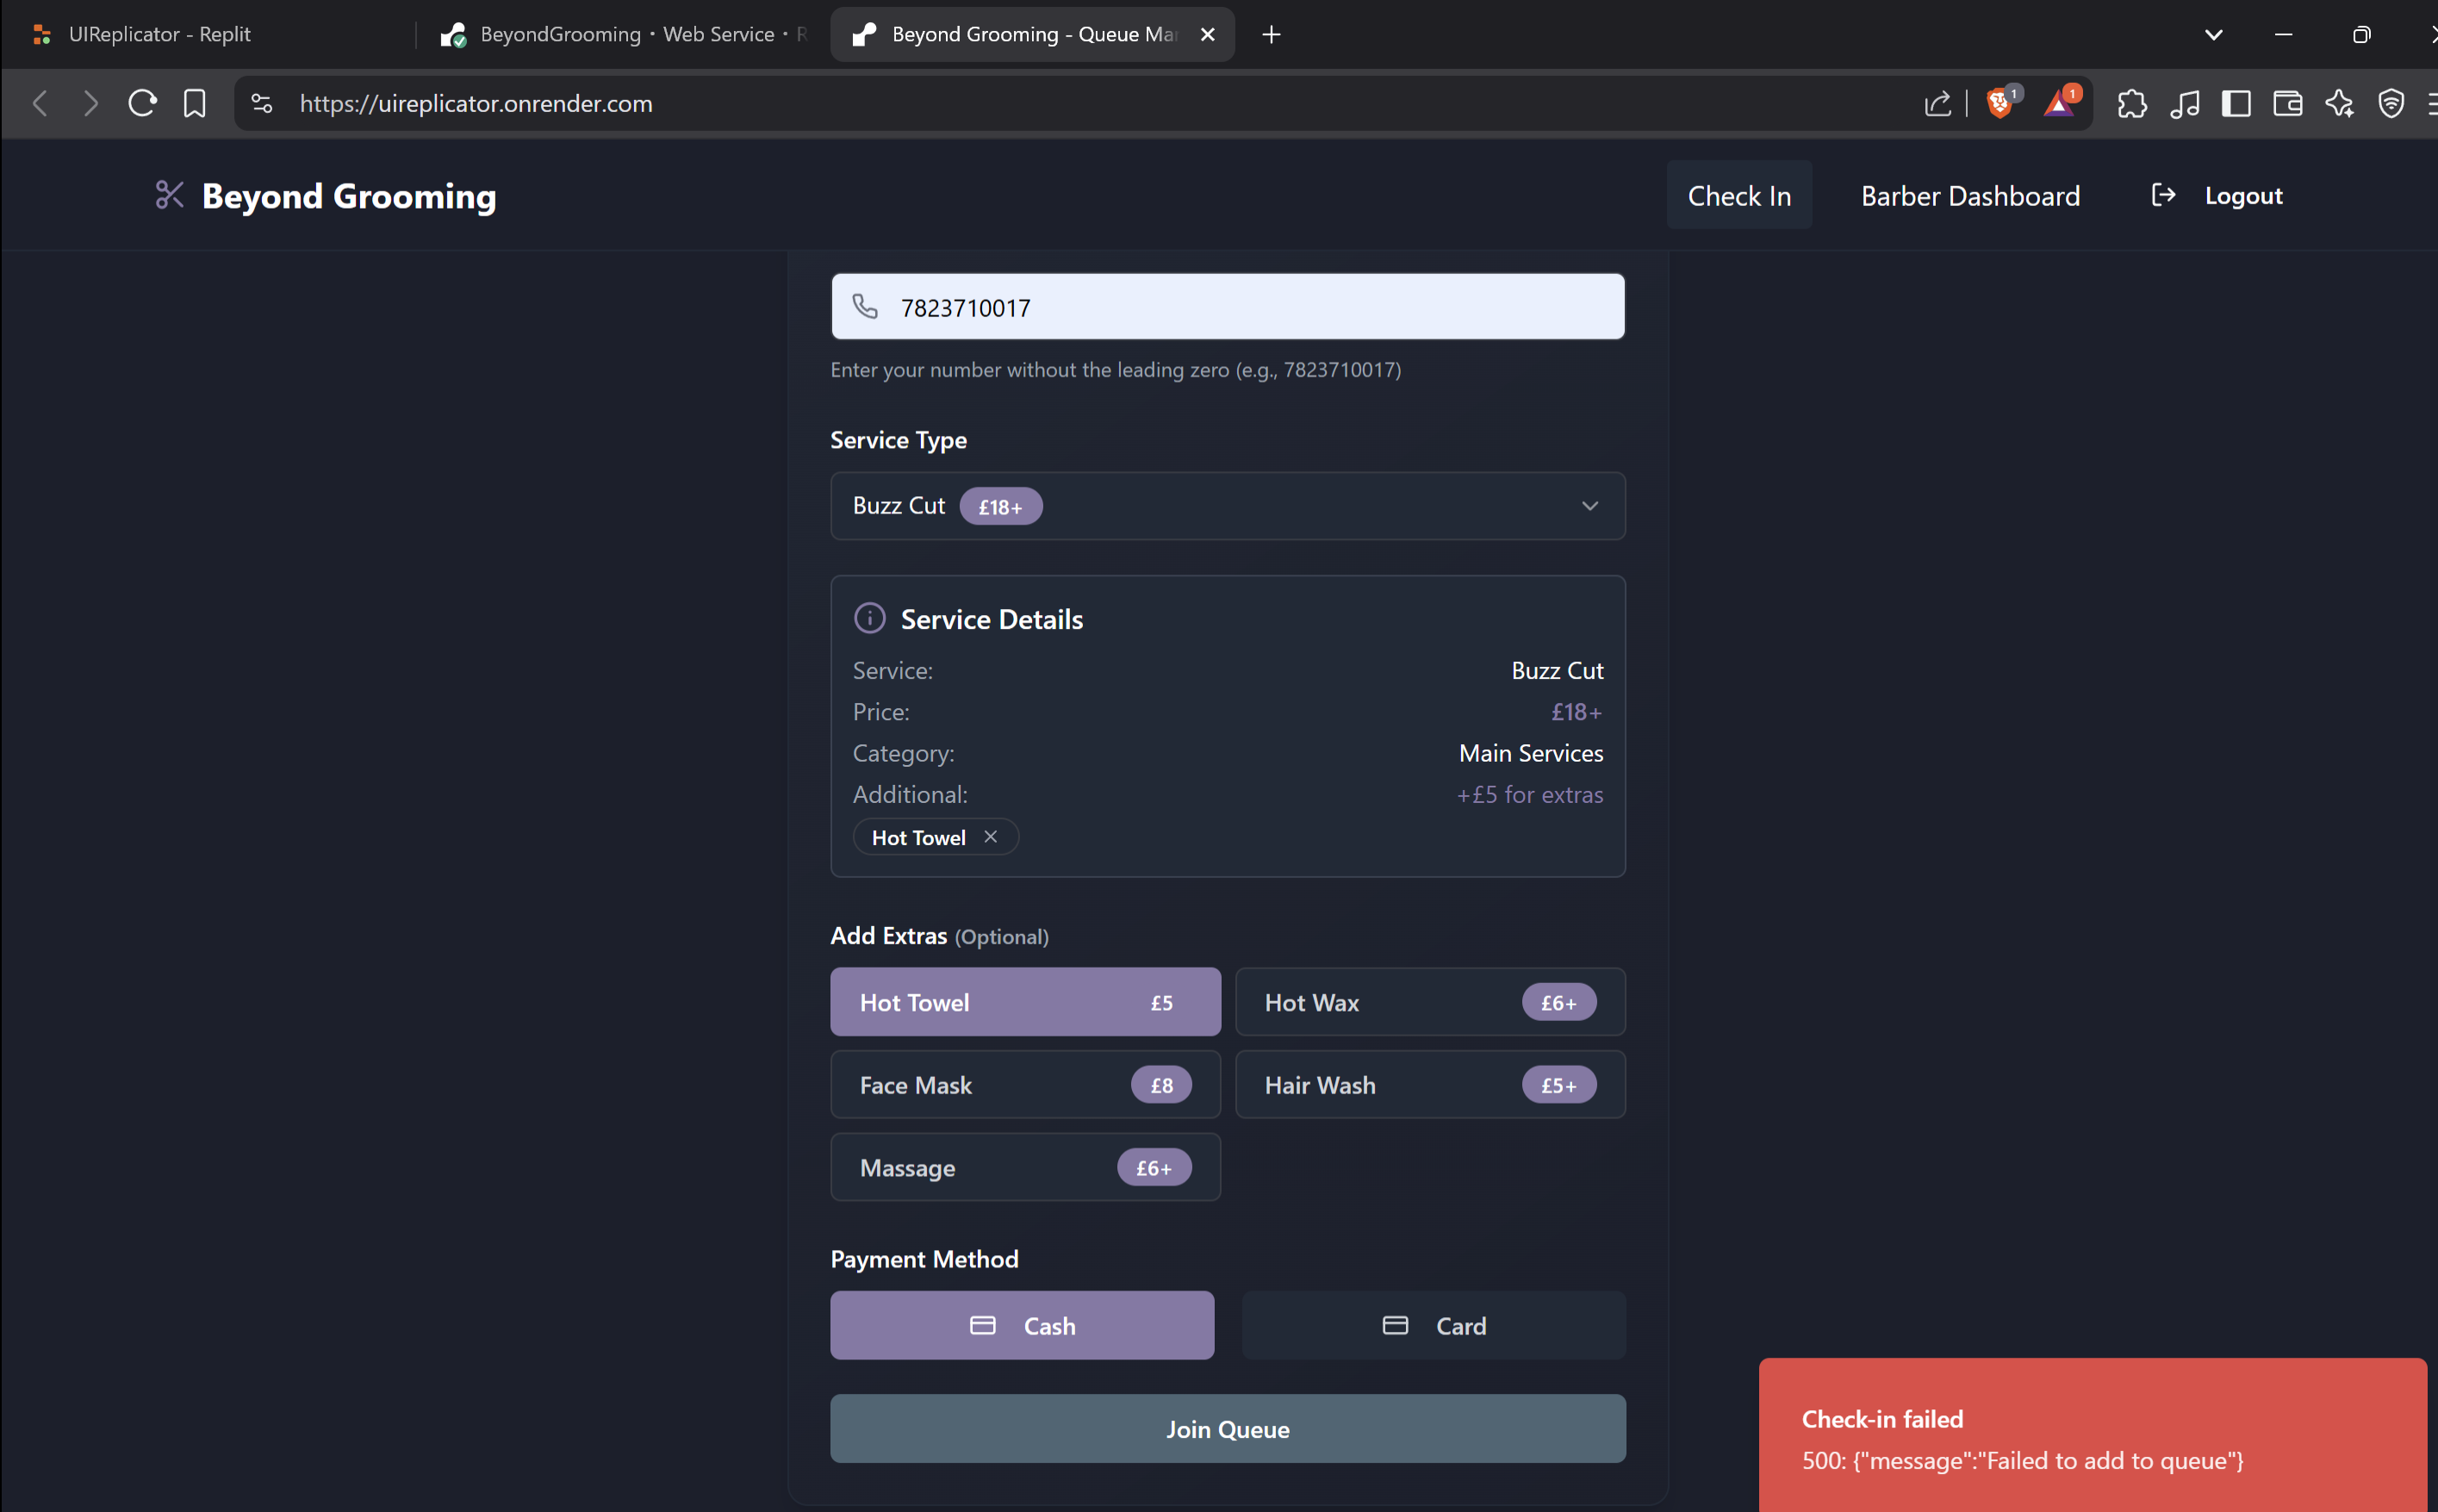 UIReplicator - Replit
BeyondGrooming · Web Service · R
Beyond Grooming - Queue Mar
https://uireplicator.onrender.com
1
1
Beyond Grooming
Check In
Barber Dashboard
Logout
7823710017
Enter your number without the leading zero (e.g., 7823710017)
Service Type
Buzz Cut £18+
Service Details
Service: Buzz Cut
Price: £18+
Category: Main Services
Additional: +£5 for extras
Hot Towel
Add Extras (Optional)
Hot Towel £5
Hot Wax £6+
Face Mask £8
Hair Wash £5+
Massage £6+
Payment Method
Cash
Card
Join Queue
Check-in failed
500: {"message":"Failed to add to queue"}